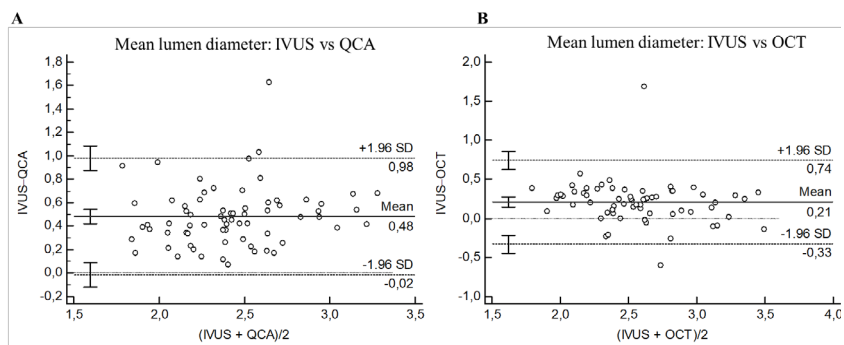 A
Mean lumen diameter: IVUS vs QCA
IVUS–QCA
1,8
1,6
1,4
1,2
1,0
0,8
0,6
0,4
0,2
0,0
-0,2
+1.96 SD
0,98
Mean
0,48
-1.96 SD
-0,02
1,5 2,0 2,5 3,0 3,5
(IVUS + QCA)/2
B
Mean lumen diameter: IVUS vs OCT
IVUS–OCT
2,0
1,5
1,0
0,5
0,0
-0,5
-1,0
+1.96 SD
0,74
Mean
0,21
-1.96 SD
-0,33
1,5 2,0 2,5 3,0 3,5 4,0
(IVUS + OCT)/2